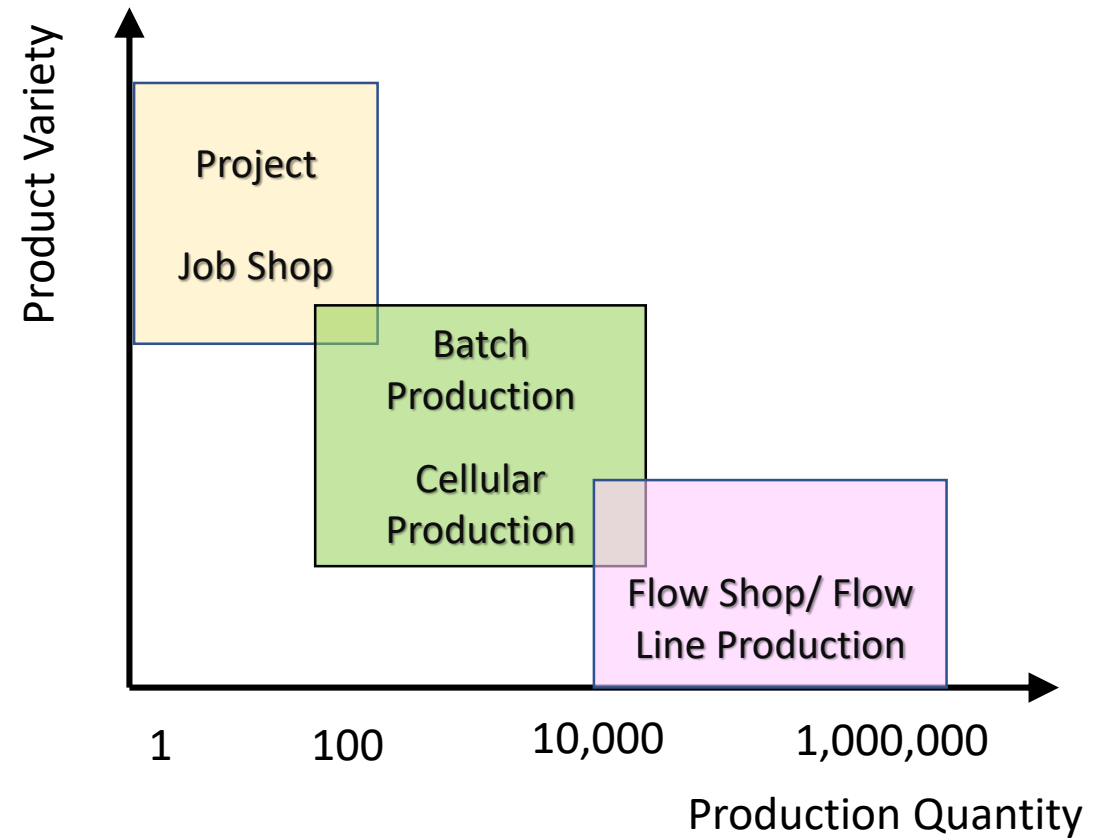 Product Variety
Project
Job Shop
Batch
Production
Cellular
Production
Flow Shop/ Flow
Line Production
1
100
10,000
1,000,000
Production Quantity